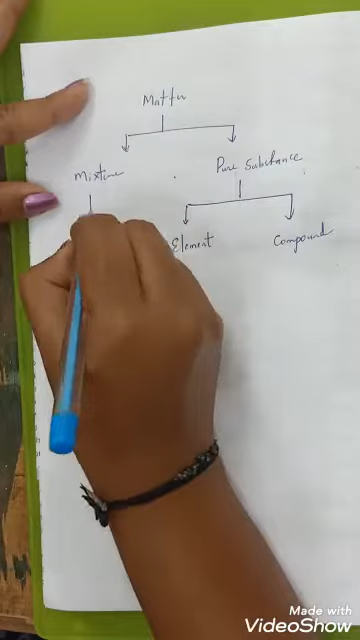 Matter
Mixture
Pure Substance
Element
Compound
Made with
VideoShow